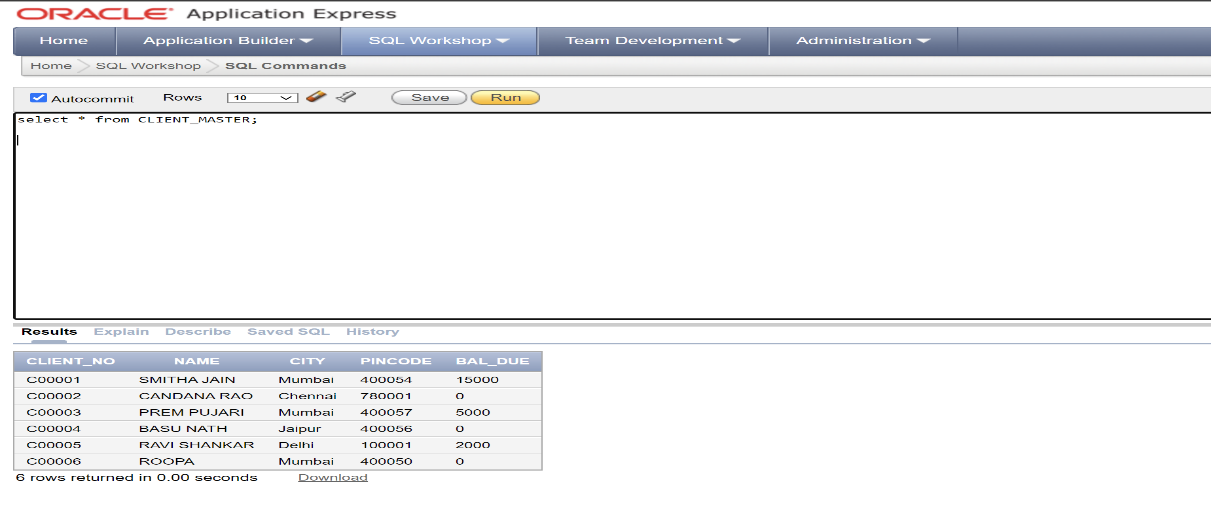 ORACLE Application Express
Home Application Builder SQL Workshop Team Development Administration
Home SQL Workshop SQL Commands
Autocommit Rows 10 Save Run
select * from CLIENT_MASTER;
Results Explain Describe Saved SQL History
CLIENT_NO NAME CITY PINCODE BAL_DUE
C00001 SMITHA JAIN Mumbai 400054 15000
C00002 CANDANA RAO Chennai 780001 0
C00003 PREM PUJARI Mumbai 400057 5000
C00004 BASU NATH Jaipur 400056 0
C00005 RAVI SHANKAR Delhi 100001 2000
C00006 ROOPA Mumbai 400050 0
6 rows returned in 0.00 seconds Download